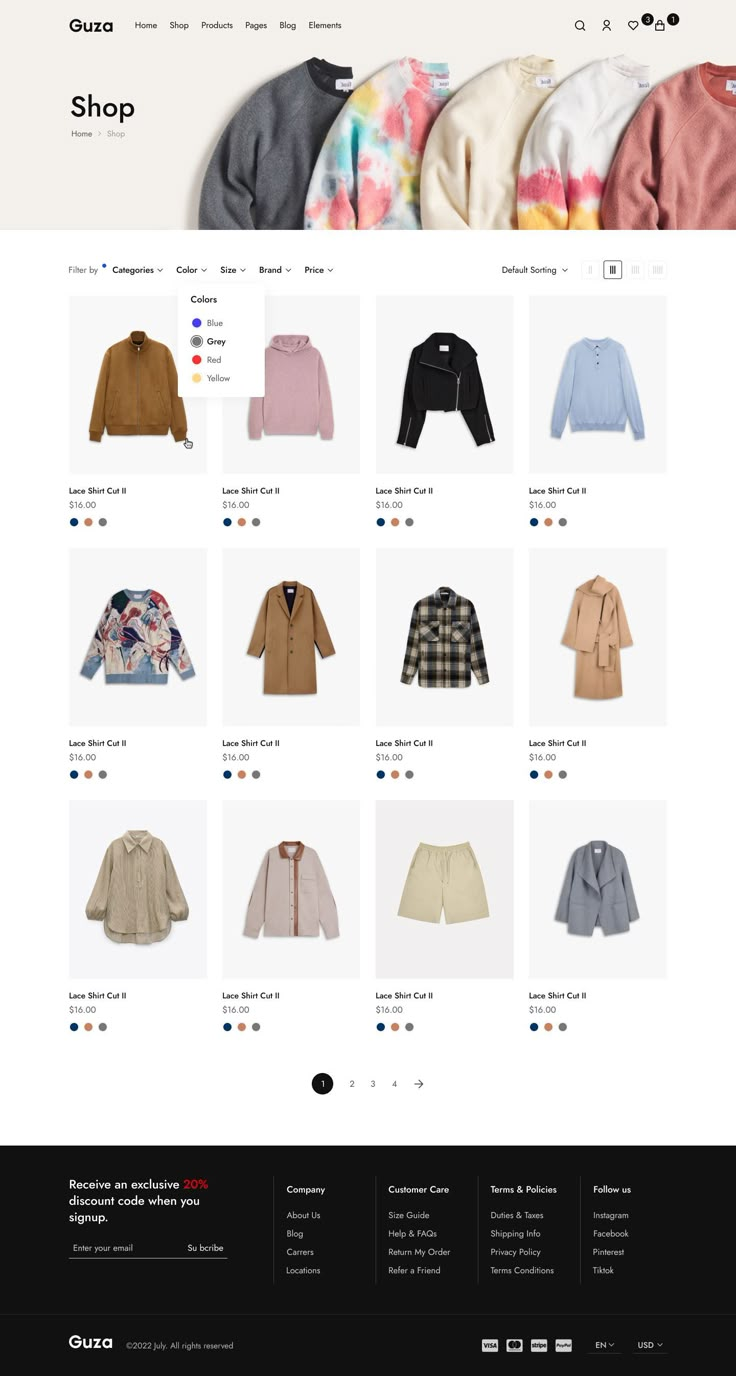 Guza
Home Shop Products Pages Blog Elements
3 1
Shop
Home > Shop
Filter by Categories Color Size Brand Price
Default Sorting
Colors
Blue
Grey
Red
Yellow
Lace Shirt Cut II Lace Shirt Cut II Lace Shirt Cut II Lace Shirt Cut II
$16.00 $16.00 $16.00 $16.00
Lace Shirt Cut II Lace Shirt Cut II Lace Shirt Cut II Lace Shirt Cut II
$16.00 $16.00 $16.00 $16.00
Lace Shirt Cut II Lace Shirt Cut II Lace Shirt Cut II Lace Shirt Cut II
$16.00 $16.00 $16.00 $16.00
1 2 3 4
Receive an exclusive 20%
discount code when you
signup.
Enter your email Su bcribe
Company
About Us
Blog
Carrers
Locations
Customer Care
Size Guide
Help & FAQs
Return My Order
Refer a Friend
Terms & Policies
Duties & Taxes
Shipping Info
Privacy Policy
Terms Conditions
Follow us
Instagram
Facebook
Pinterest
Tiktok
Guza ©2022 July. All rights reserved
VISA stripe PayPal EN USD